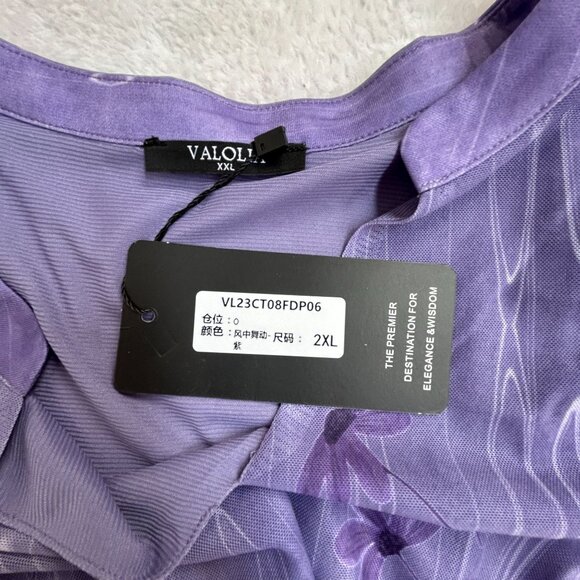 XXL
VL23CT08FDP06
仓位：0
颜色：风中舞动-紫 尺码： 2XL
THE PREMIER
DESTINATION FOR
ELEGANCE &WISDOM